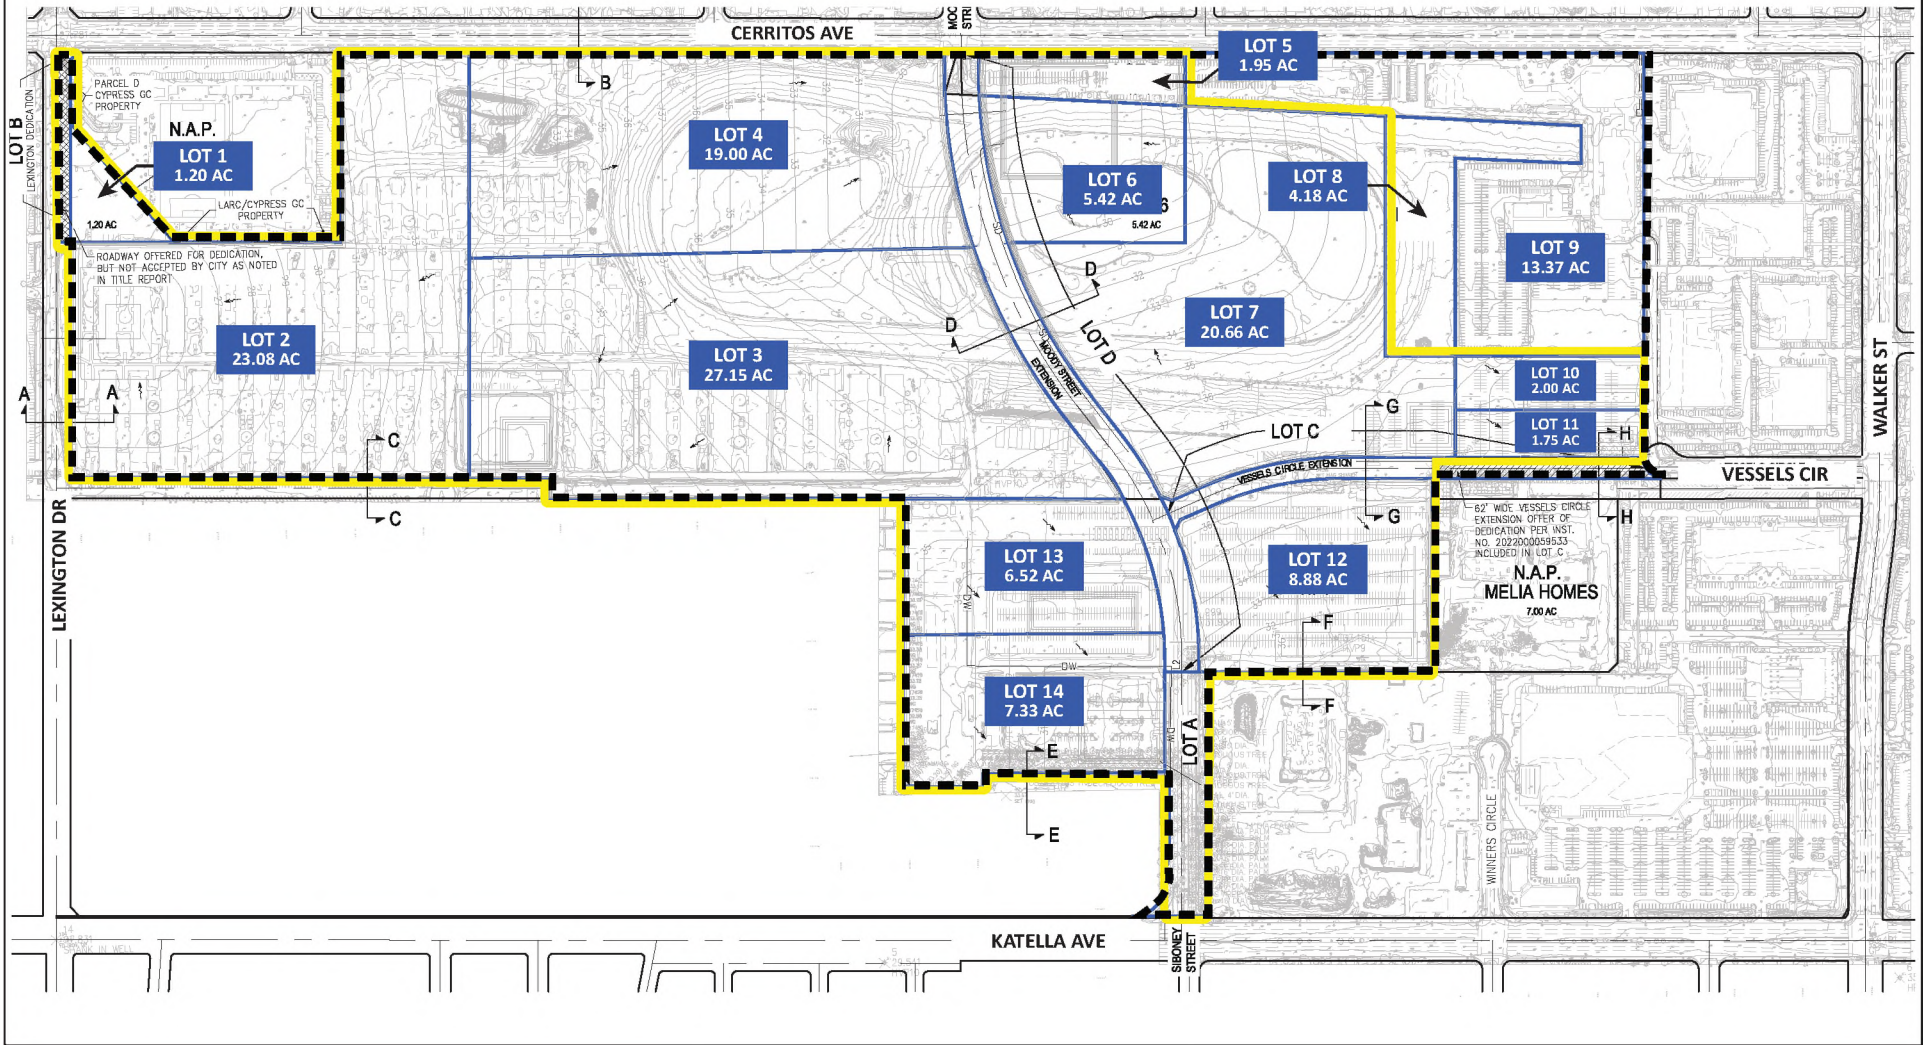 CERRITOS AVE
MOO
STRE
LOT 5
1.95 AC
B
PARCEL D
CYPRESS GC
PROPERTY
LOT B
LEXINGTON DEDICATION
N.A.P.
LOT 1
1.20 AC
LOT 4
19.00 AC
LOT 6
5.42 AC
6
5.42 AC
LOT 8
4.18 AC
LARC/CYPRESS GC
PROPERTY
1.20 AC
ROADWAY OFFERED FOR DEDICATION,
BUT NOT ACCEPTED BY CITY AS NOTED
IN TITLE REPORT
LOT 9
13.37 AC
D
D
LOT 2
23.08 AC
LOT 3
27.15 AC
LOT 7
20.66 AC
LOT D
MOODY STREET
EXTENSION
LOT 10
2.00 AC
A
A
G
LOT 11
1.75 AC
H
WALKER ST
C
LOT C
VESSELS CIRCLE EXTENSION
VESSELS CIR
C
G
H
62' WIDE VESSELS CIRCLE
EXTENSION OFFER OF
DEDICATION PER INST.
NO. 2022000059533
INCLUDED IN LOT C
LEXINGTON DR
LOT 13
6.52 AC
LOT 12
8.88 AC
N.A.P.
MELIA HOMES
7.00 AC
DW
F
DW
L2
LOT 14
7.33 AC
F
LOT A
DW
E
E
WINNERS CIRCLE
KATELLA AVE
SIBONEY
STREET